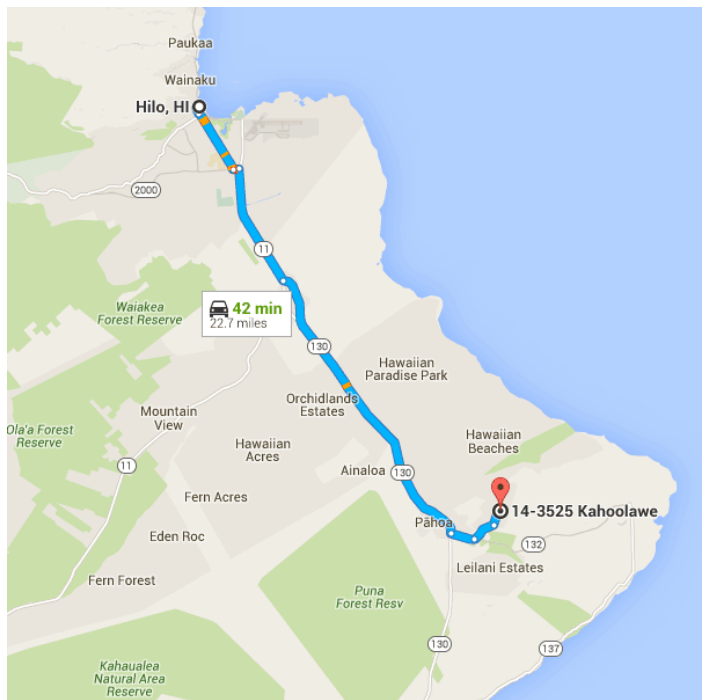 Paukaa
Wainaku
Hilo, HI
2000
11
Waiakea
Forest Reserve
42 min
22.7 miles
130
Hawaiian
Paradise Park
Orchidlands
Estates
Mountain
View
Ola'a Forest
Reserve
Hawaiian
Acres
Hawaiian
Beaches
11
Ainaloa
130
Fern Acres
14-3525 Kahoolawe
Pāhoa
Eden Roc
132
Leilani Estates
Fern Forest
Puna
Forest Resv
130
137
Kahaualea
Natural Area
Reserve